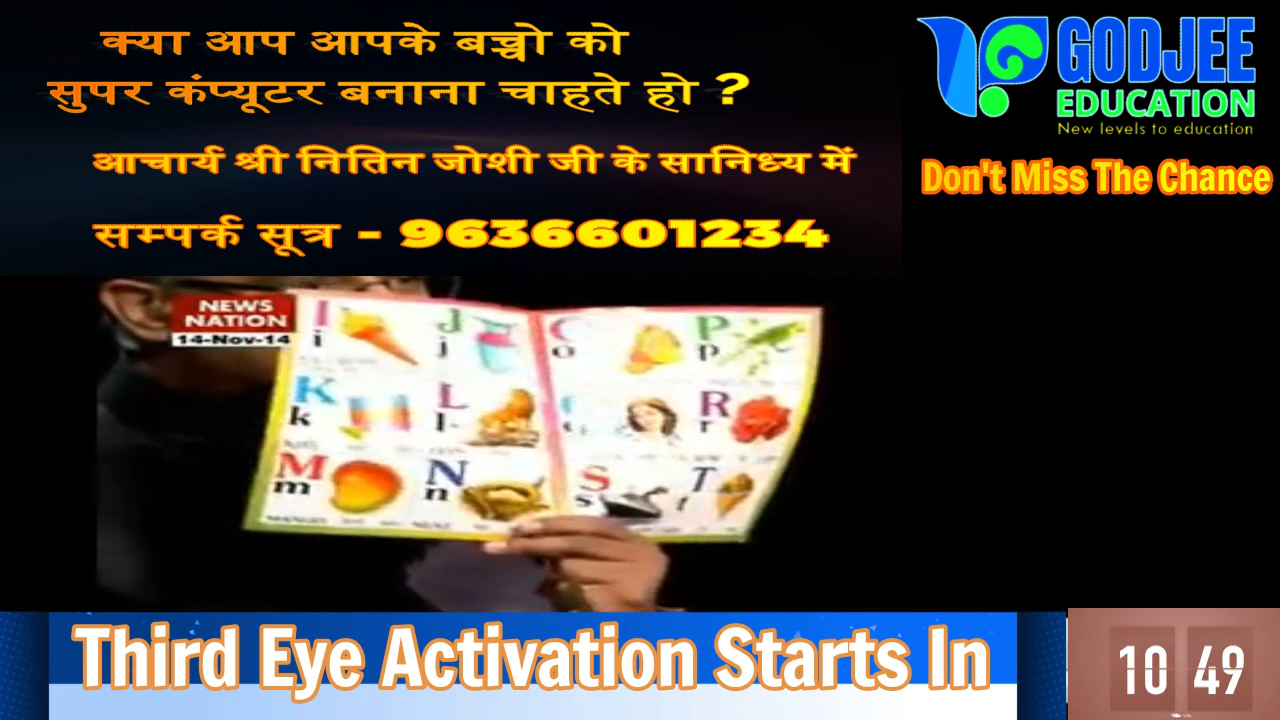 क्या आप आपके बच्चो को
सुपर कंप्यूटर बनाना चाहते हो ?
आचार्य श्री नितिन जोशी जी के सानिध्य में
सम्पर्क सूत्र - 9636601234
GODJEE
EDUCATION
New levels to education
Don't Miss The Chance
NEWS
NATION
14-Nov-14
I
i
J
j
O
o
P
p
K
k
L
l
R
r
M
m
N
n
S
s
T
t
MANGO
Third Eye Activation Starts In
10 49